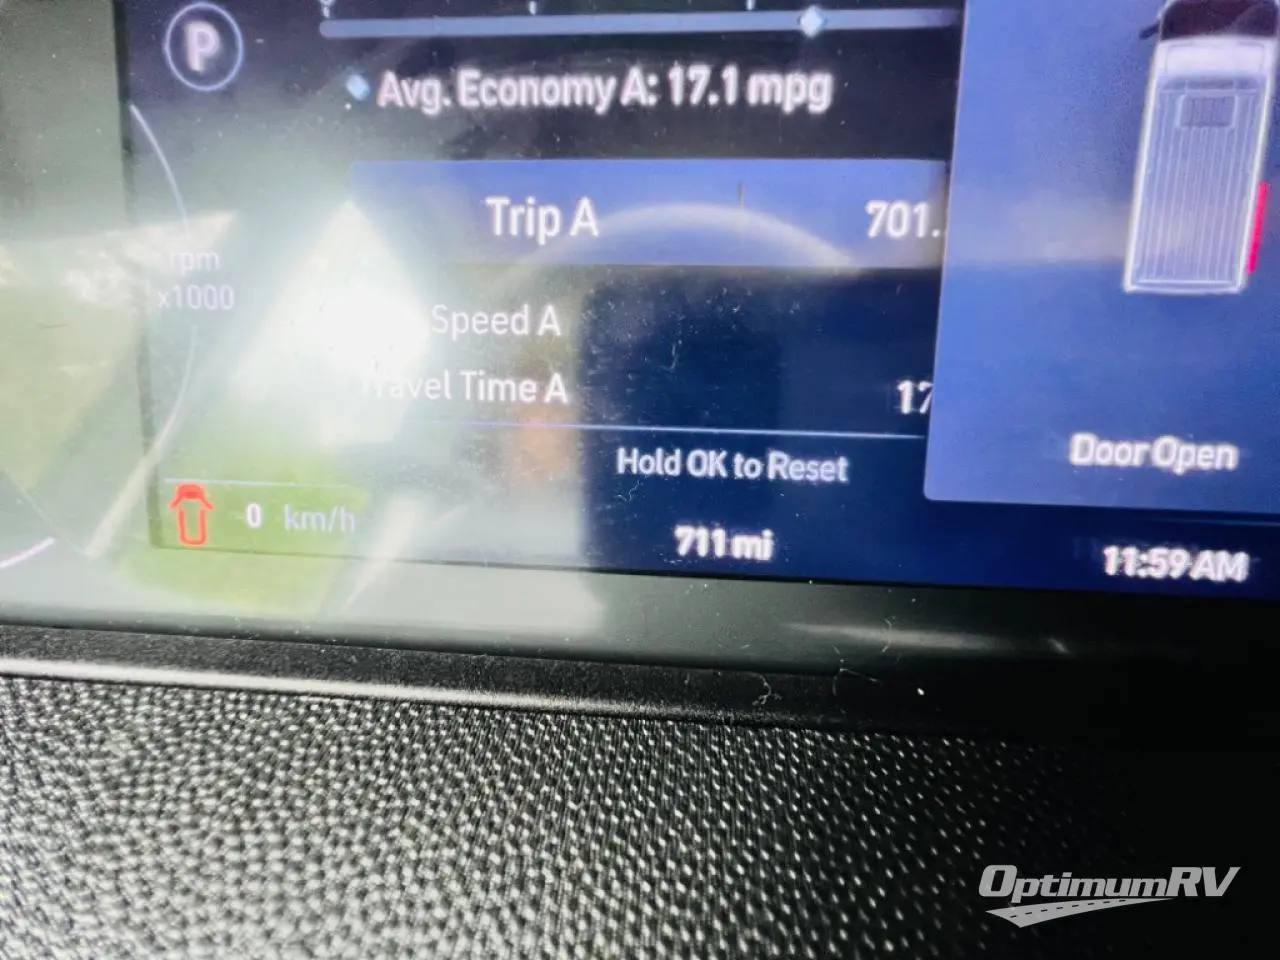 P
Avg. Economy A: 17.1 mpg
Trip A 701.
rpm
x1000
Speed A
Travel Time A 17
Hold OK to Reset
Door Open
0 km/h
711 mi
11:59 AM
OptimumRV